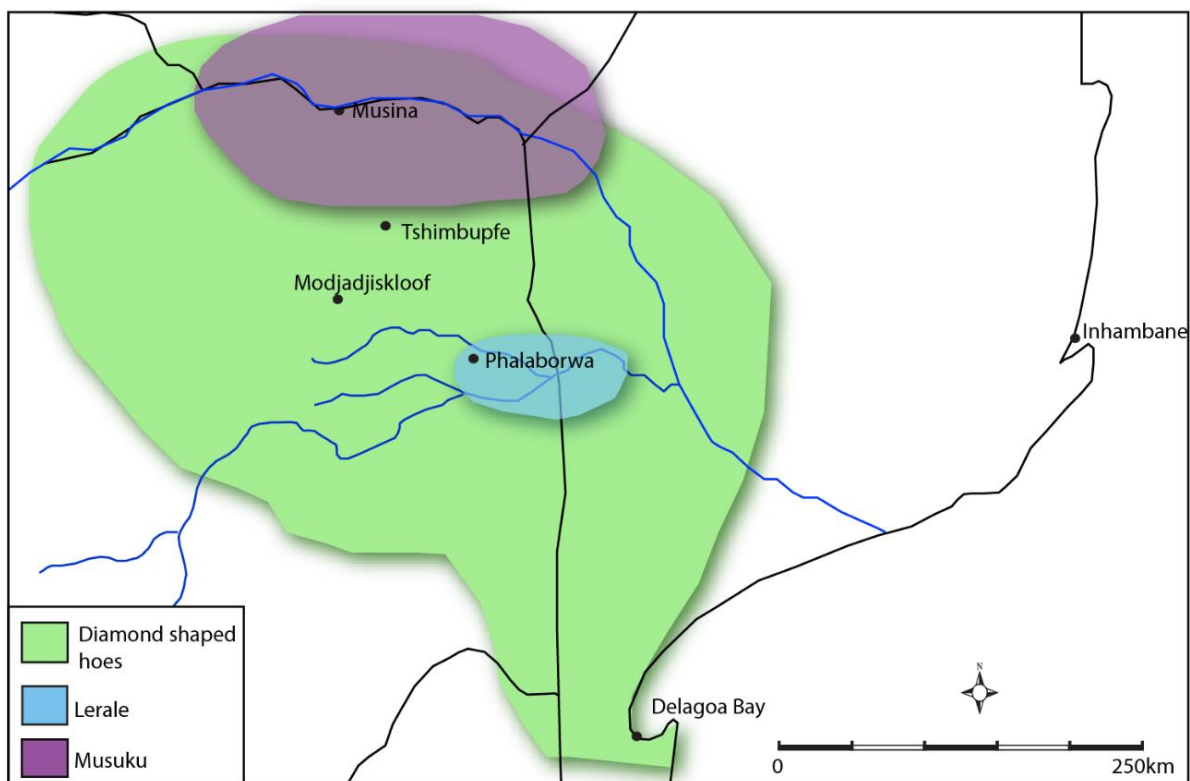 Musina
Tshimbupfe
Modjadjiskloof
Inhambane
Phalaborwa
Diamond shaped
hoes
Lerale
Musuku
Delagoa Bay
N
0
250km